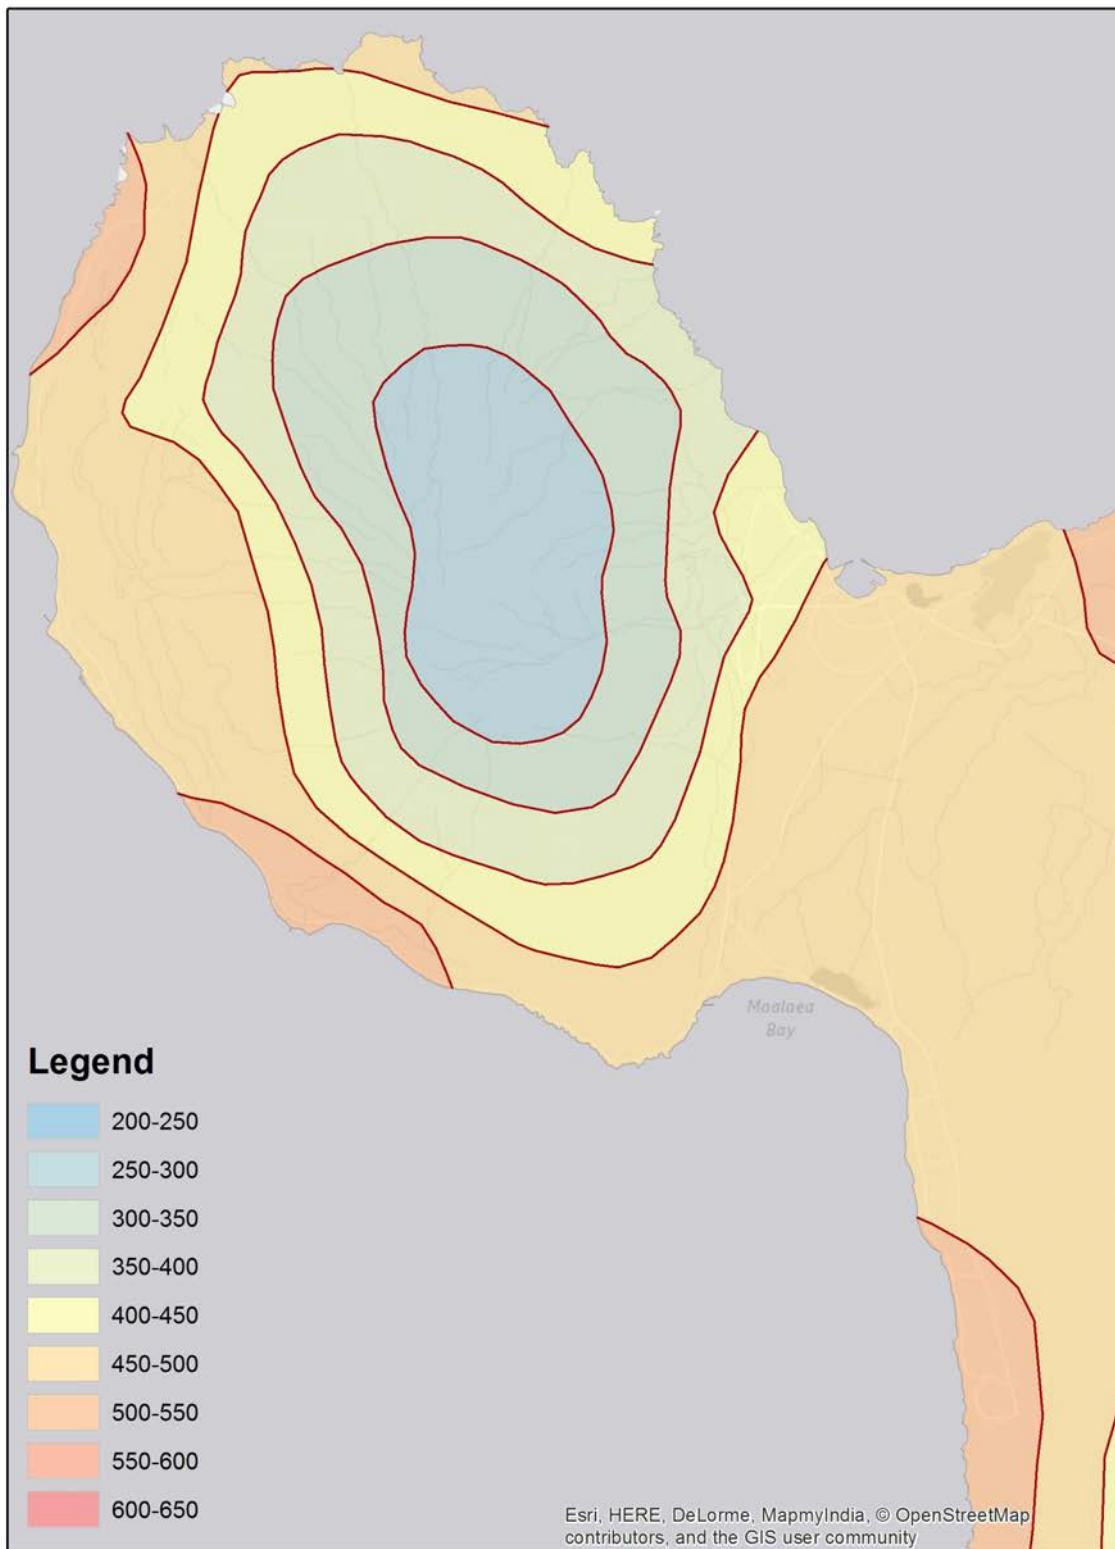 Maalaea
Bay
Legend
200-250
250-300
300-350
350-400
400-450
450-500
500-550
550-600
600-650
Esri, HERE, DeLorme, MapmyIndia, © OpenStreetMap
contributors, and the GIS user community